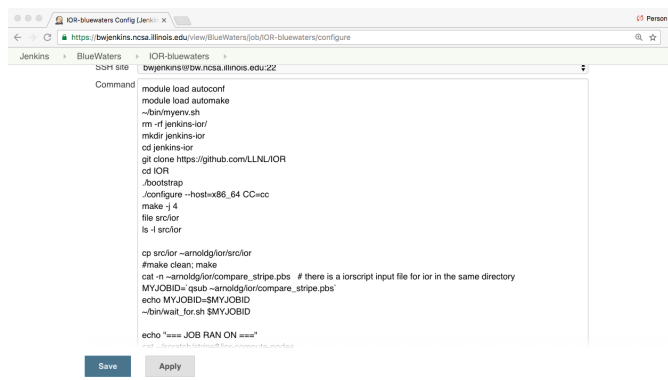 IOR-bluewaters Config [Jenkin
Person
https://bwjenkins.ncsa.illinois.edu/view/BlueWaters/job/IOR-bluewaters/configure
Jenkins BlueWaters IOR-bluewaters
SSH site bwjenkins@bw.ncsa.illinois.edu:22
Command
module load autoconf
module load automake
~/bin/myenv.sh
rm -rf jenkins-ior/
mkdir jenkins-ior
cd jenkins-ior
git clone https://github.com/LLNL/IOR
cd IOR
./bootstrap
./configure --host=x86_64 CC=cc
make -j 4
file src/ior
ls -l src/ior
cp src/ior ~arnoldg/ior/src/ior
#make clean; make
cat -n ~arnoldg/ior/compare_stripe.pbs # there is a iorscript input file for ior in the same directory
MYJOBID=`qsub ~arnoldg/ior/compare_stripe.pbs`
echo MYJOBID=$MYJOBID
~/bin/wait_for.sh $MYJOBID
echo "=== JOB RAN ON ==="
Save Apply